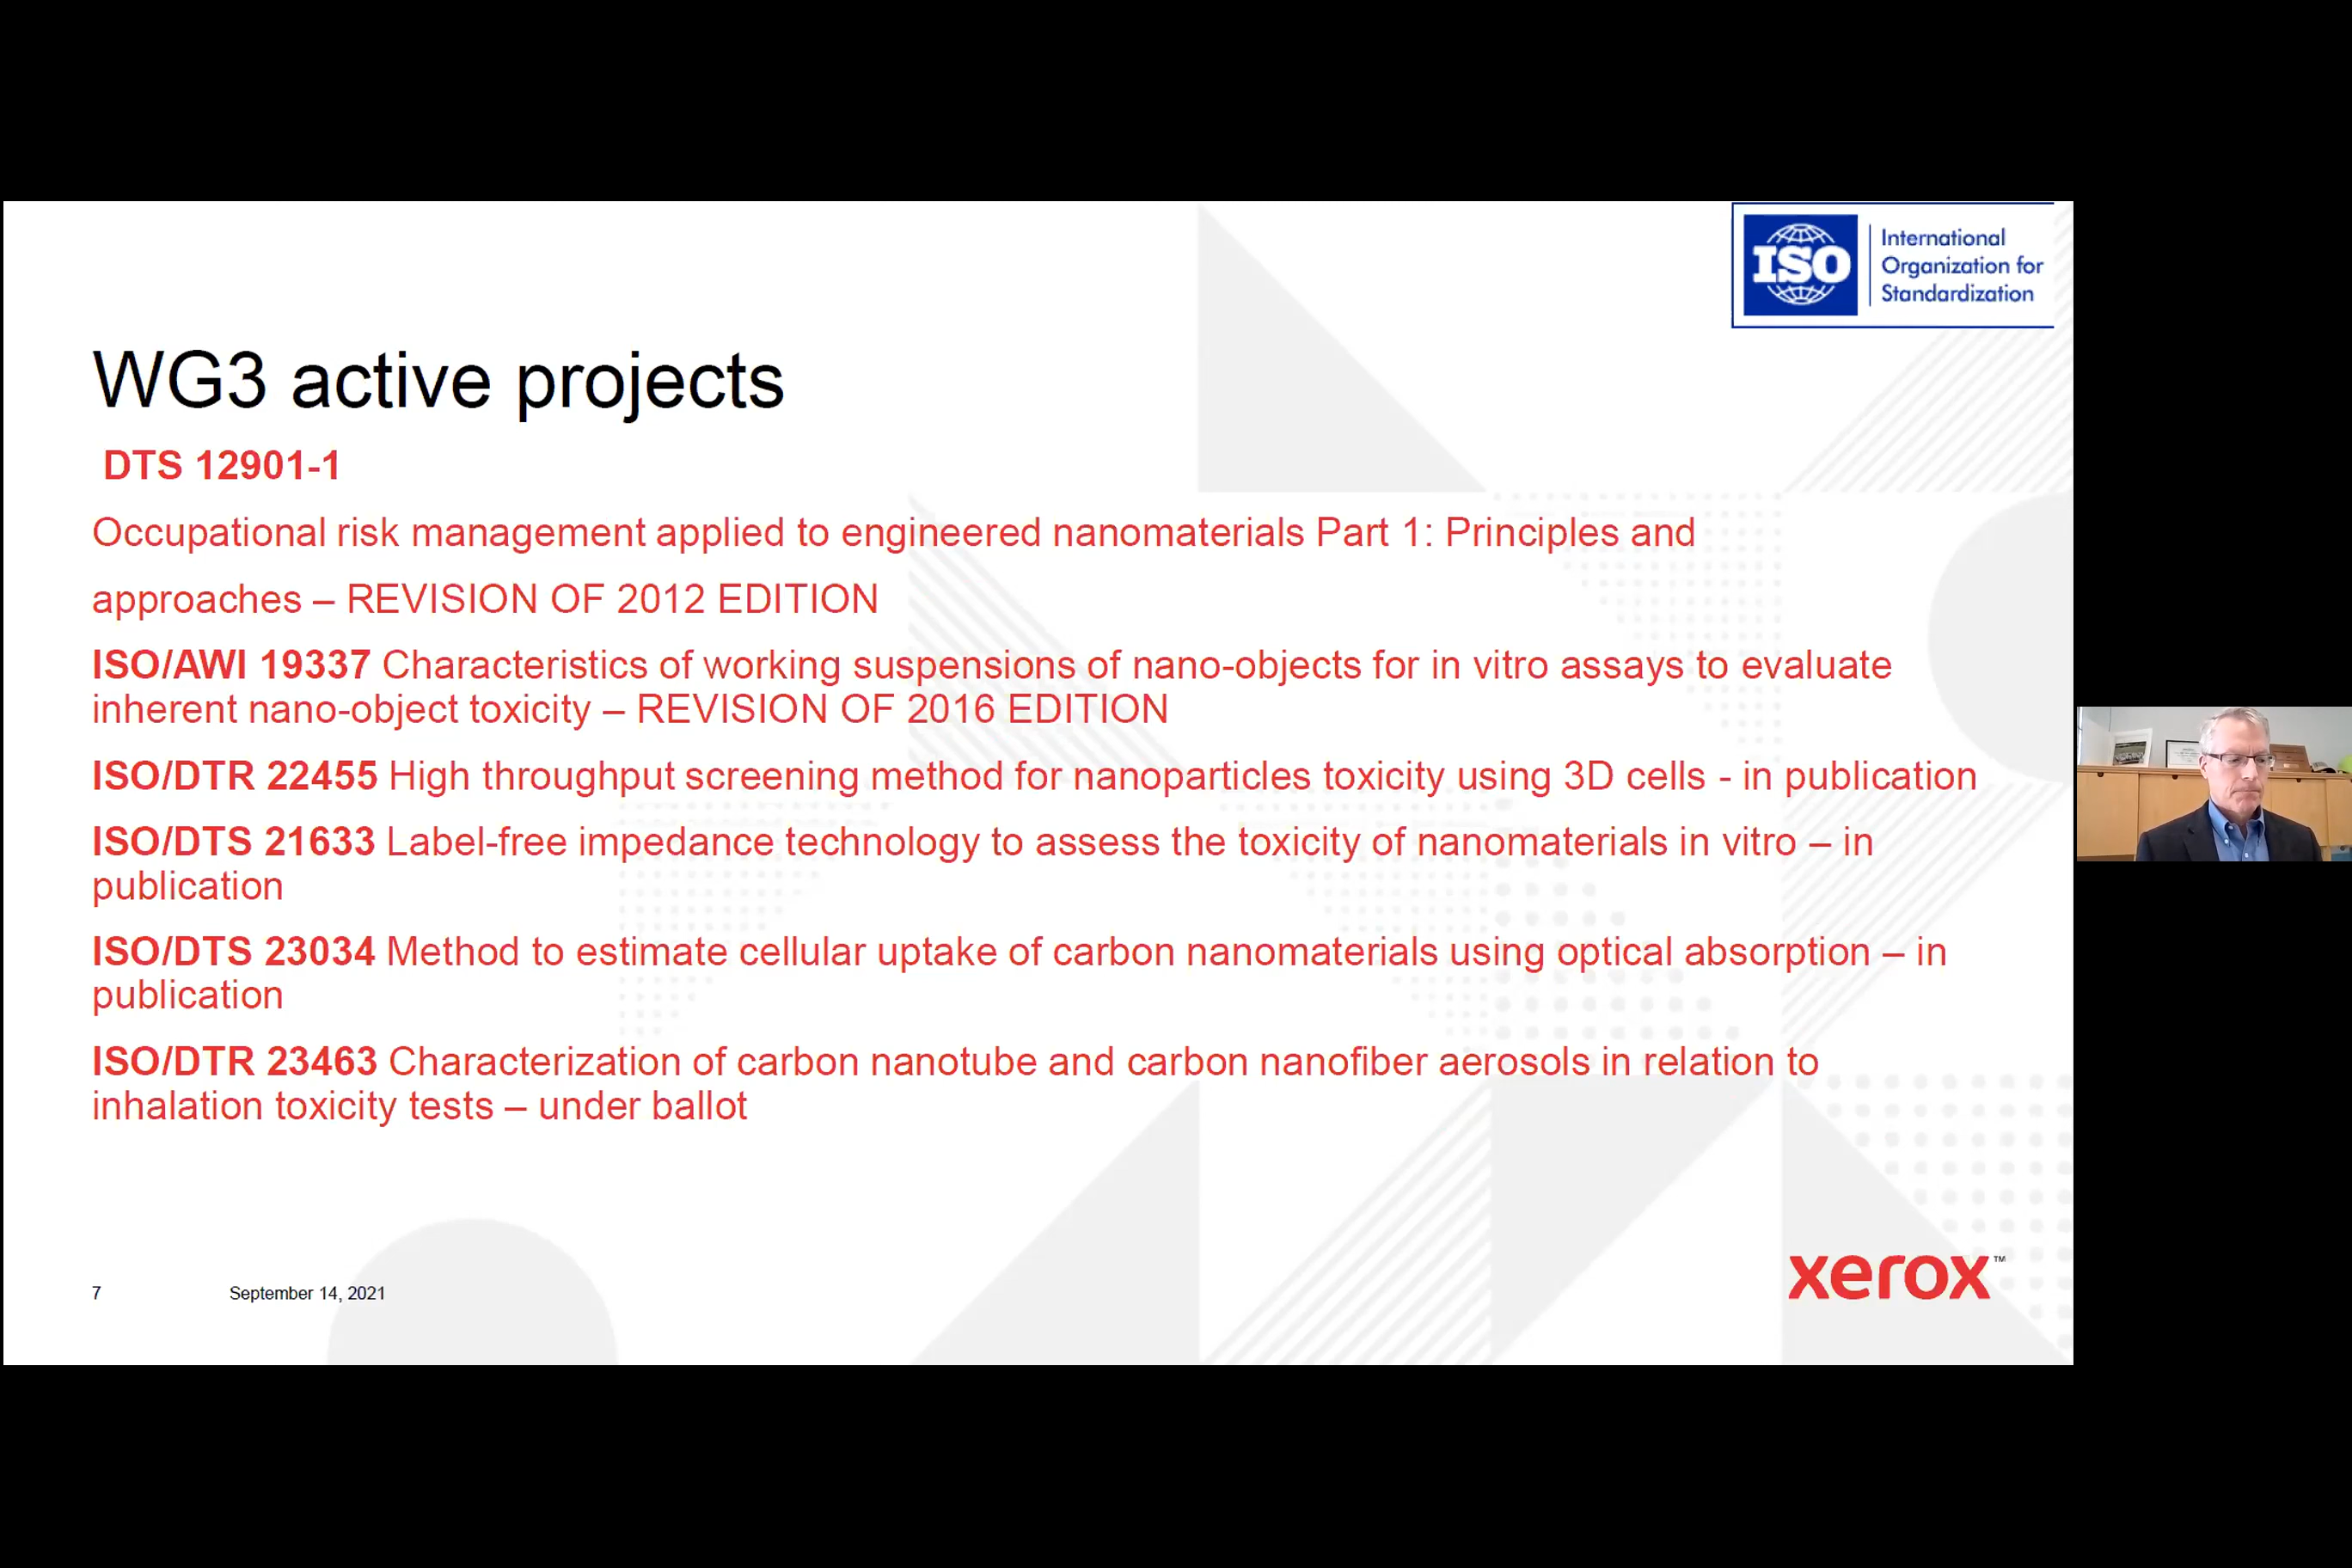 ISO
International
Organization for
Standardization
WG3 active projects
DTS 12901-1
Occupational risk management applied to engineered nanomaterials Part 1: Principles and
approaches – REVISION OF 2012 EDITION
ISO/AWI 19337 Characteristics of working suspensions of nano-objects for in vitro assays to evaluate
inherent nano-object toxicity – REVISION OF 2016 EDITION
ISO/DTR 22455 High throughput screening method for nanoparticles toxicity using 3D cells - in publication
ISO/DTS 21633 Label-free impedance technology to assess the toxicity of nanomaterials in vitro – in
publication
ISO/DTS 23034 Method to estimate cellular uptake of carbon nanomaterials using optical absorption – in
publication
ISO/DTR 23463 Characterization of carbon nanotube and carbon nanofiber aerosols in relation to
inhalation toxicity tests – under ballot
7 September 14, 2021
xerox™